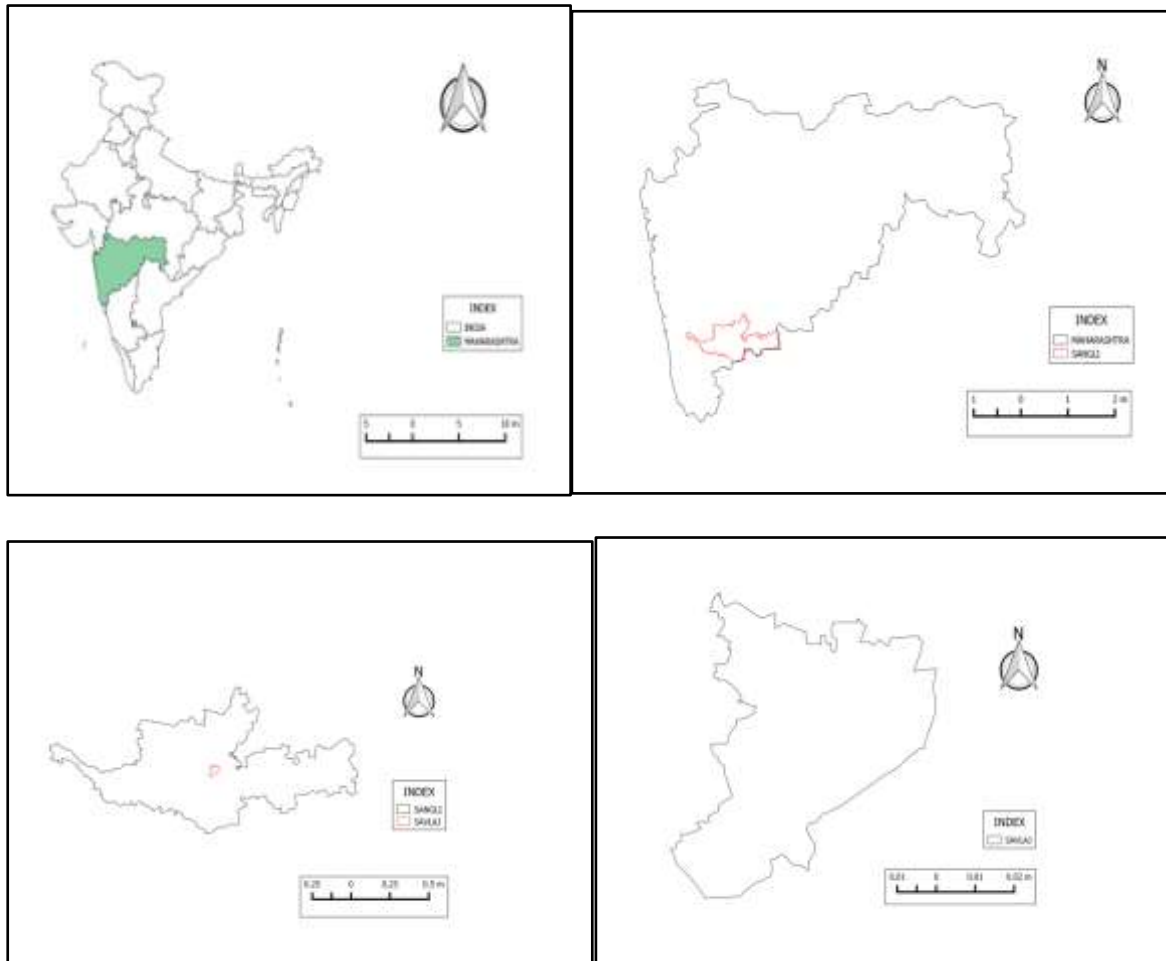 INDEX
INDIA
MAHARASHTRA
5 0 5 10 m
N
INDEX
MAHARASHTRA
SANGLI
1 0 1 2 m
N
INDEX
SANGLI
SAVLAJ
0.25 0 0.25 0.5 m
N
INDEX
SAVLAJ
0.01 0 0.01 0.02 m